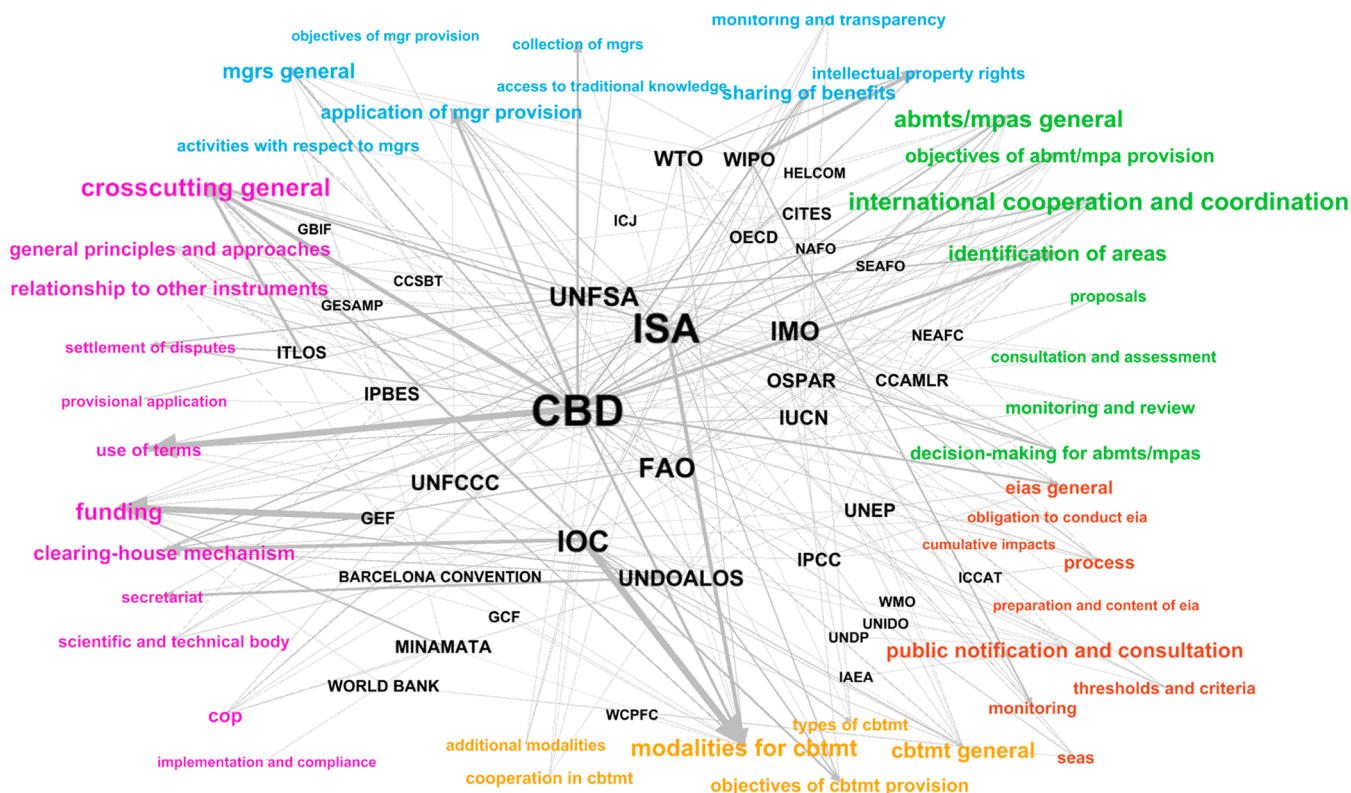 monitoring and transparency
objectives of mgr provision
collection of mgrs
mgrs general
intellectual property rights
access to traditional knowledge
sharing of benefits
application of mgr provision
abmts/mpas general
activities with respect to mgrs
WTO
WIPO
objectives of abmt/mpa provision
HELCOM
crosscutting general
international cooperation and coordination
ICJ
CITES
GBIF
OECD
general principles and approaches
NAFO
identification of areas
SEAFO
CCSBT
relationship to other instruments
UNFSA
proposals
GESAMP
ISA
IMO
NEAFC
settlement of disputes
ITLOS
consultation and assessment
OSPAR
CCAMLR
IPBES
provisional application
CBD
IUCN
monitoring and review
use of terms
decision-making for abmts/mpas
FAO
UNFCCC
eias general
funding
GEF
UNEP
obligation to conduct eia
clearing-house mechanism
IOC
cumulative impacts
IPCC
process
BARCELONA CONVENTION
UNDOALOS
ICCAT
secretariat
WMO
preparation and content of eia
GCF
UNIDO
scientific and technical body
MINAMATA
UNDP
public notification and consultation
WORLD BANK
IAEA
thresholds and criteria
cop
WCPFC
monitoring
types of cbtmt
additional modalities
modalities for cbtmt
cbtmt general
implementation and compliance
seas
cooperation in cbtmt
objectives of cbtmt provision